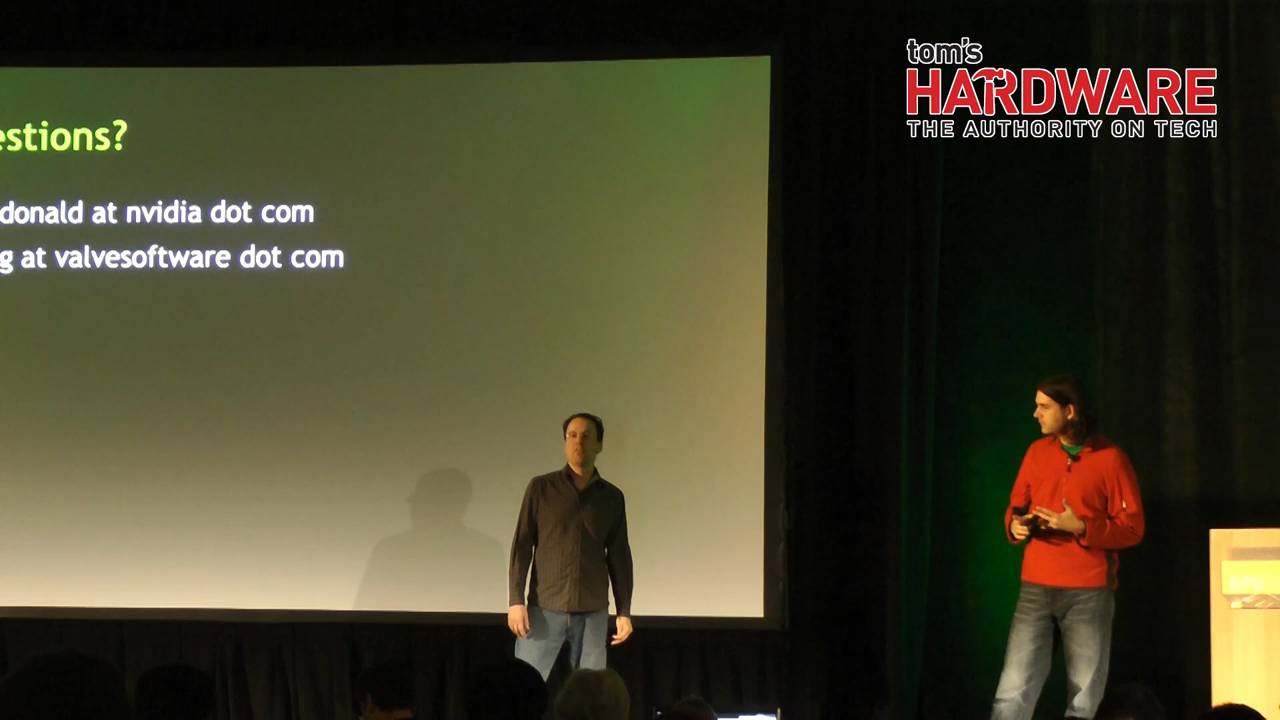 tom's
HARDWARE
THE AUTHORITY ON TECH
estions?
donald at nvidia dot com
g at valvesoftware dot com